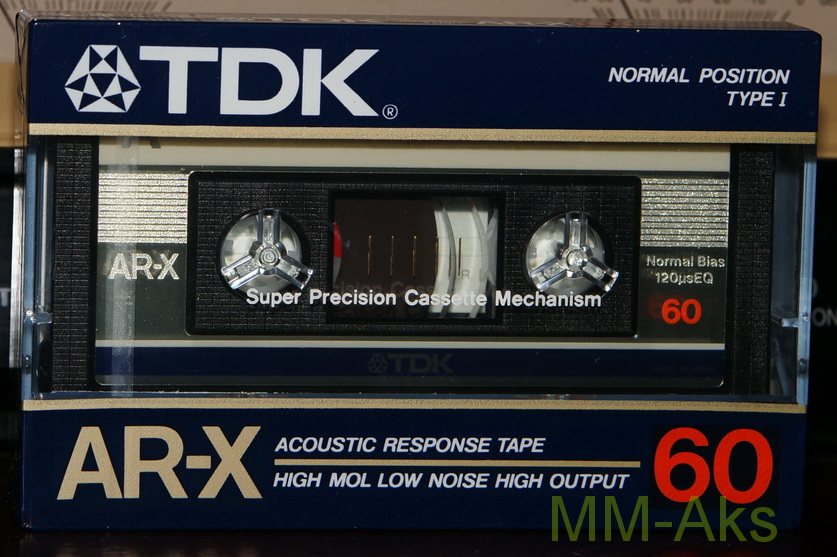 TDK®
NORMAL POSITION
TYPE I
AR-X
Normal Bias
120μsEQ
60
Super Precision Cassette Mechanism
TDK
AR-X
ACOUSTIC RESPONSE TAPE
HIGH MOL LOW NOISE HIGH OUTPUT
60
MM-Aks